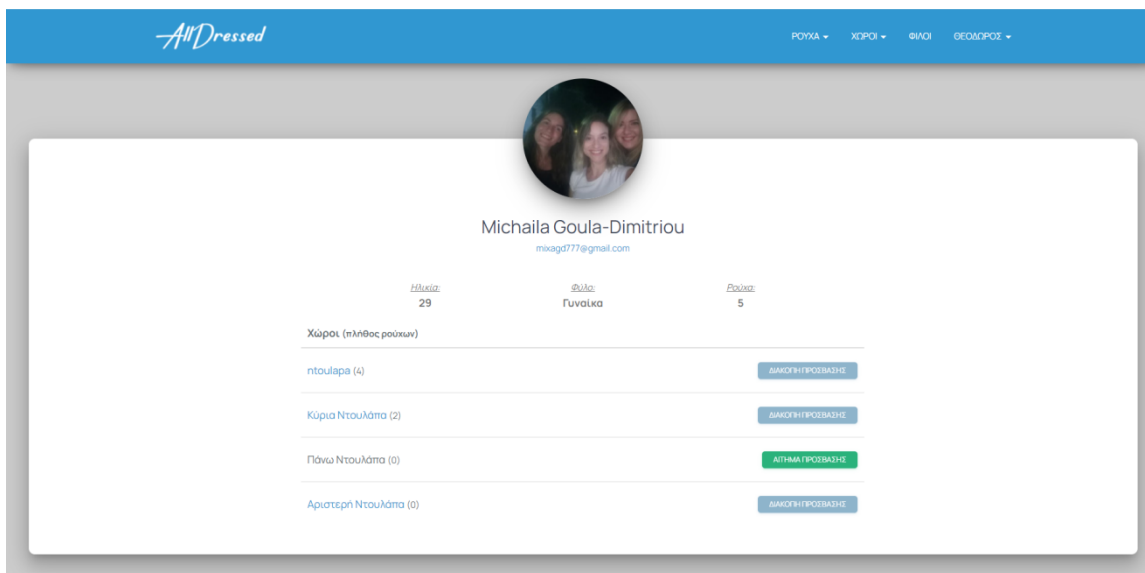 AllDressed
ΡΟΥΧΑ ΧΩΡΟΙ ΦΙΛΟΙ ΘΕΟΔΩΡΟΣ
Michaila Goula-Dimitriou
mixagd777@gmail.com
Ηλικία: Φύλο: Ρούχα:
29 Γυναίκα 5
Χώροι (πλήθος ρούχων)
ntoulapa (4) ΔΙΑΚΟΠΗ ΠΡΟΣΒΑΣΗΣ
Κύρια Ντουλάπα (2) ΔΙΑΚΟΠΗ ΠΡΟΣΒΑΣΗΣ
Πάνω Ντουλάπα (0) ΑΙΤΗΜΑ ΠΡΟΣΒΑΣΗΣ
Αριστερή Ντουλάπα (0) ΔΙΑΚΟΠΗ ΠΡΟΣΒΑΣΗΣ